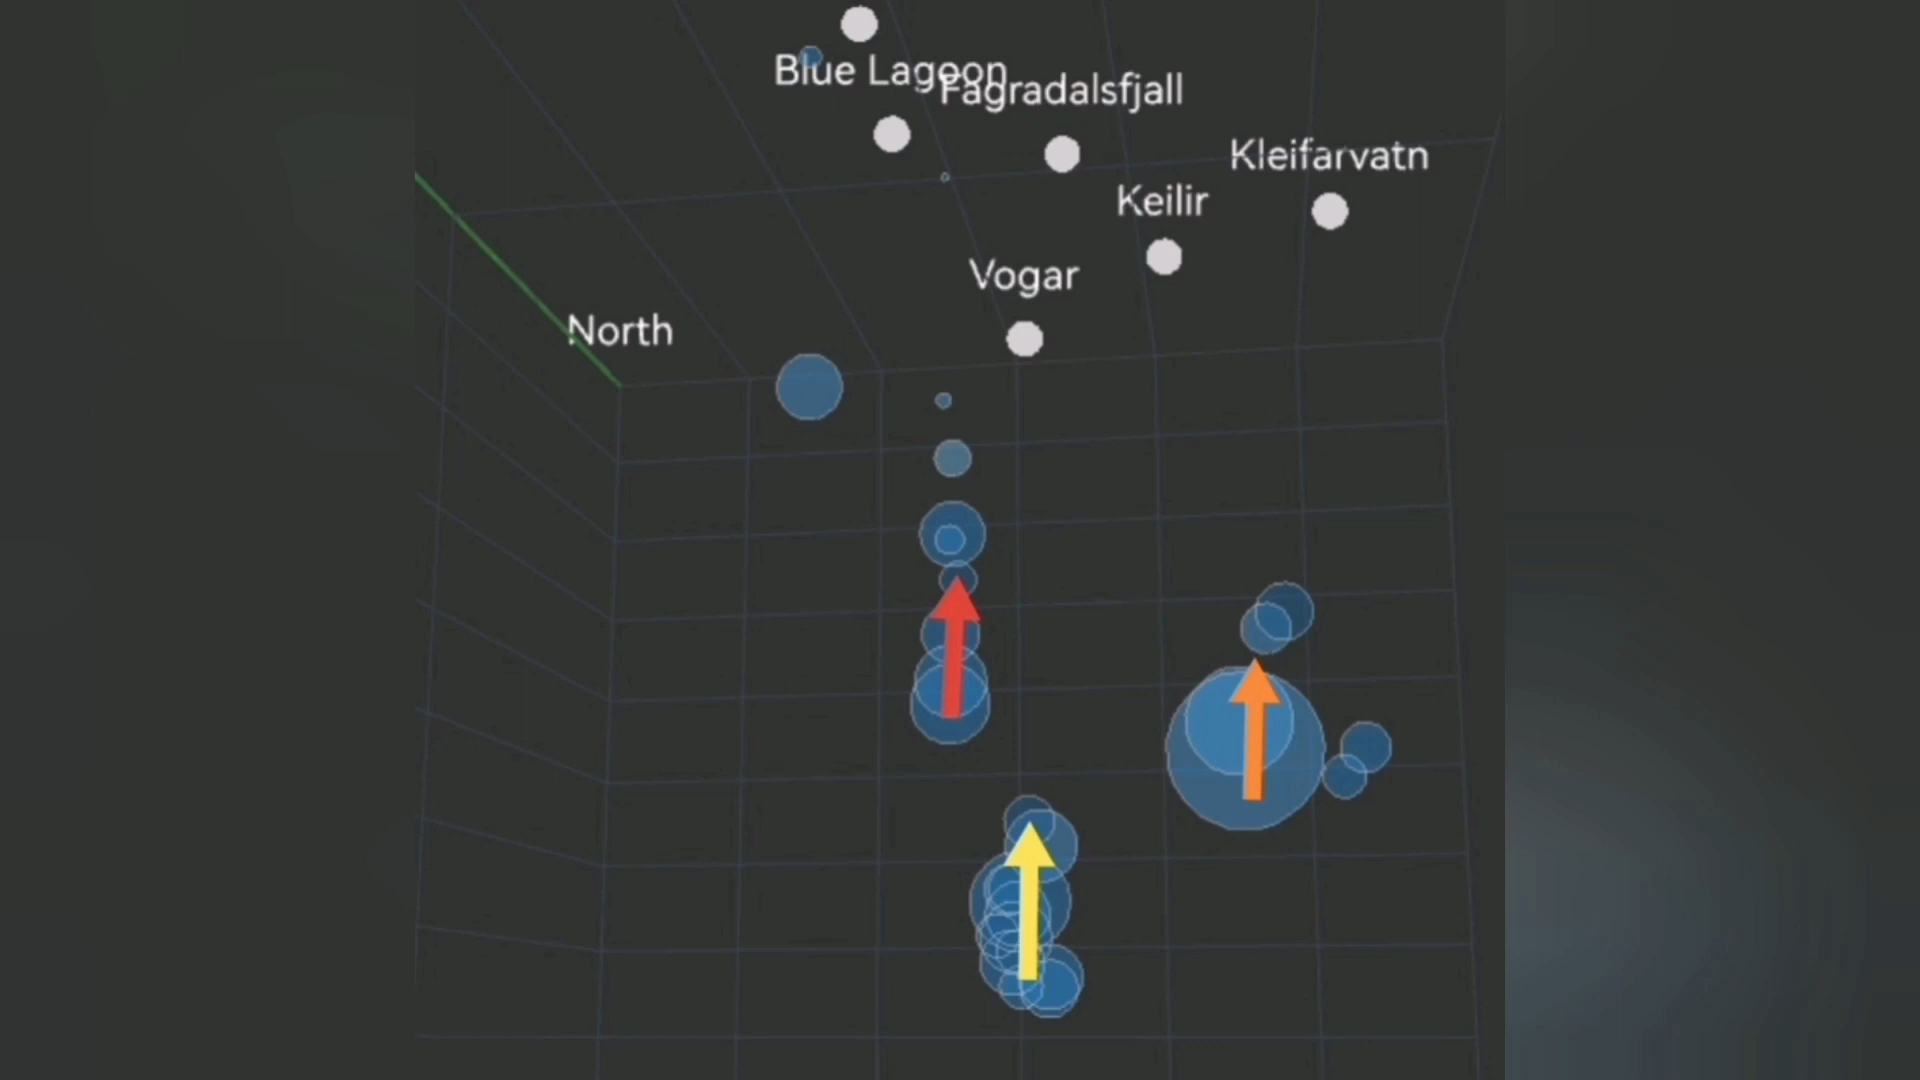 Blue Lagoon
Fagradalsfjall
Kleifarvatn
Keilir
Vogar
North